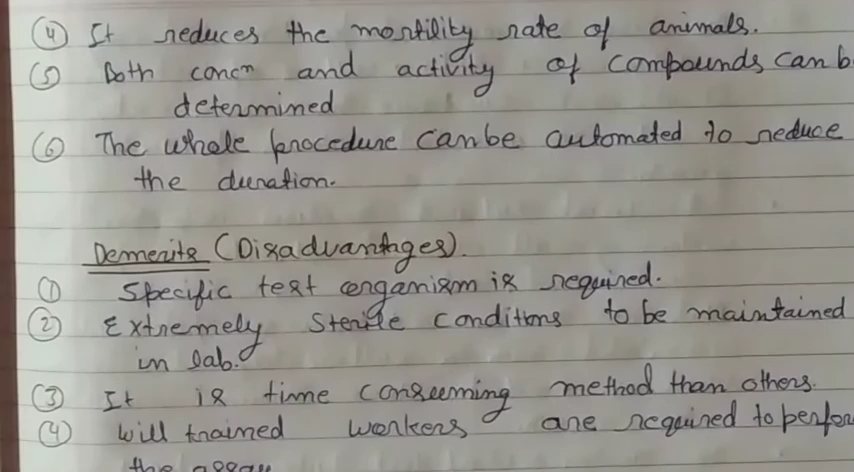 (4) It reduces the mortility rate of animals.
(5) Both concn and activity of compounds can b
determined
(6) The whole procedure can be automated to reduce
the duration.
Demerits (Disadvantages).
(1) Specific test organism is required.
(2) Extremely Sterile conditions to be maintained
in lab.
(3) It is time consuming method than others.
(4) Will trained workers are required to perfor
the assay